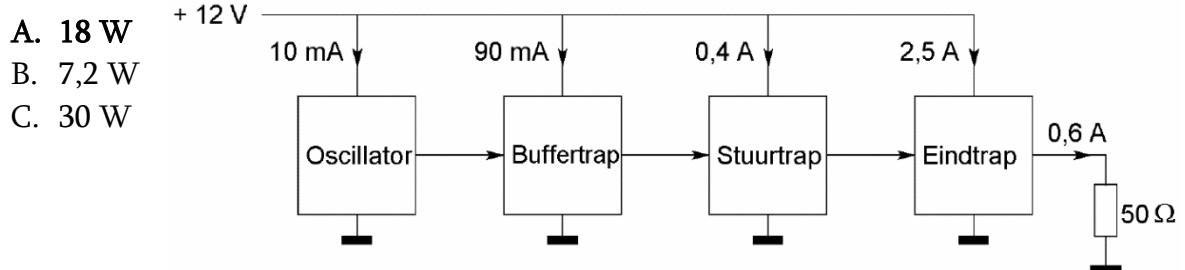 A. 18 W
B. 7,2 W
C. 30 W
+ 12 V
10 mA
90 mA
0,4 A
2,5 A
Oscillator
Buffertrap
Stuurtrap
Eindtrap
0,6 A
50 Ω